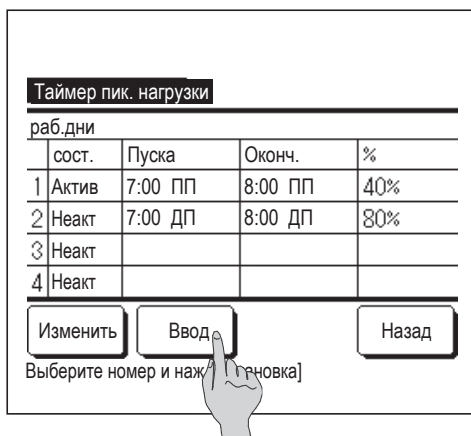 Таймер пик. нагрузки
раб.дни
сост. Пуска Оконч. %
1 Актив 7:00 ПП 8:00 ПП 40%
2 Неакт 7:00 ДП 8:00 ДП 80%
3 Неакт
4 Неакт
Изменить Ввод Назад
Выберите номер и наж